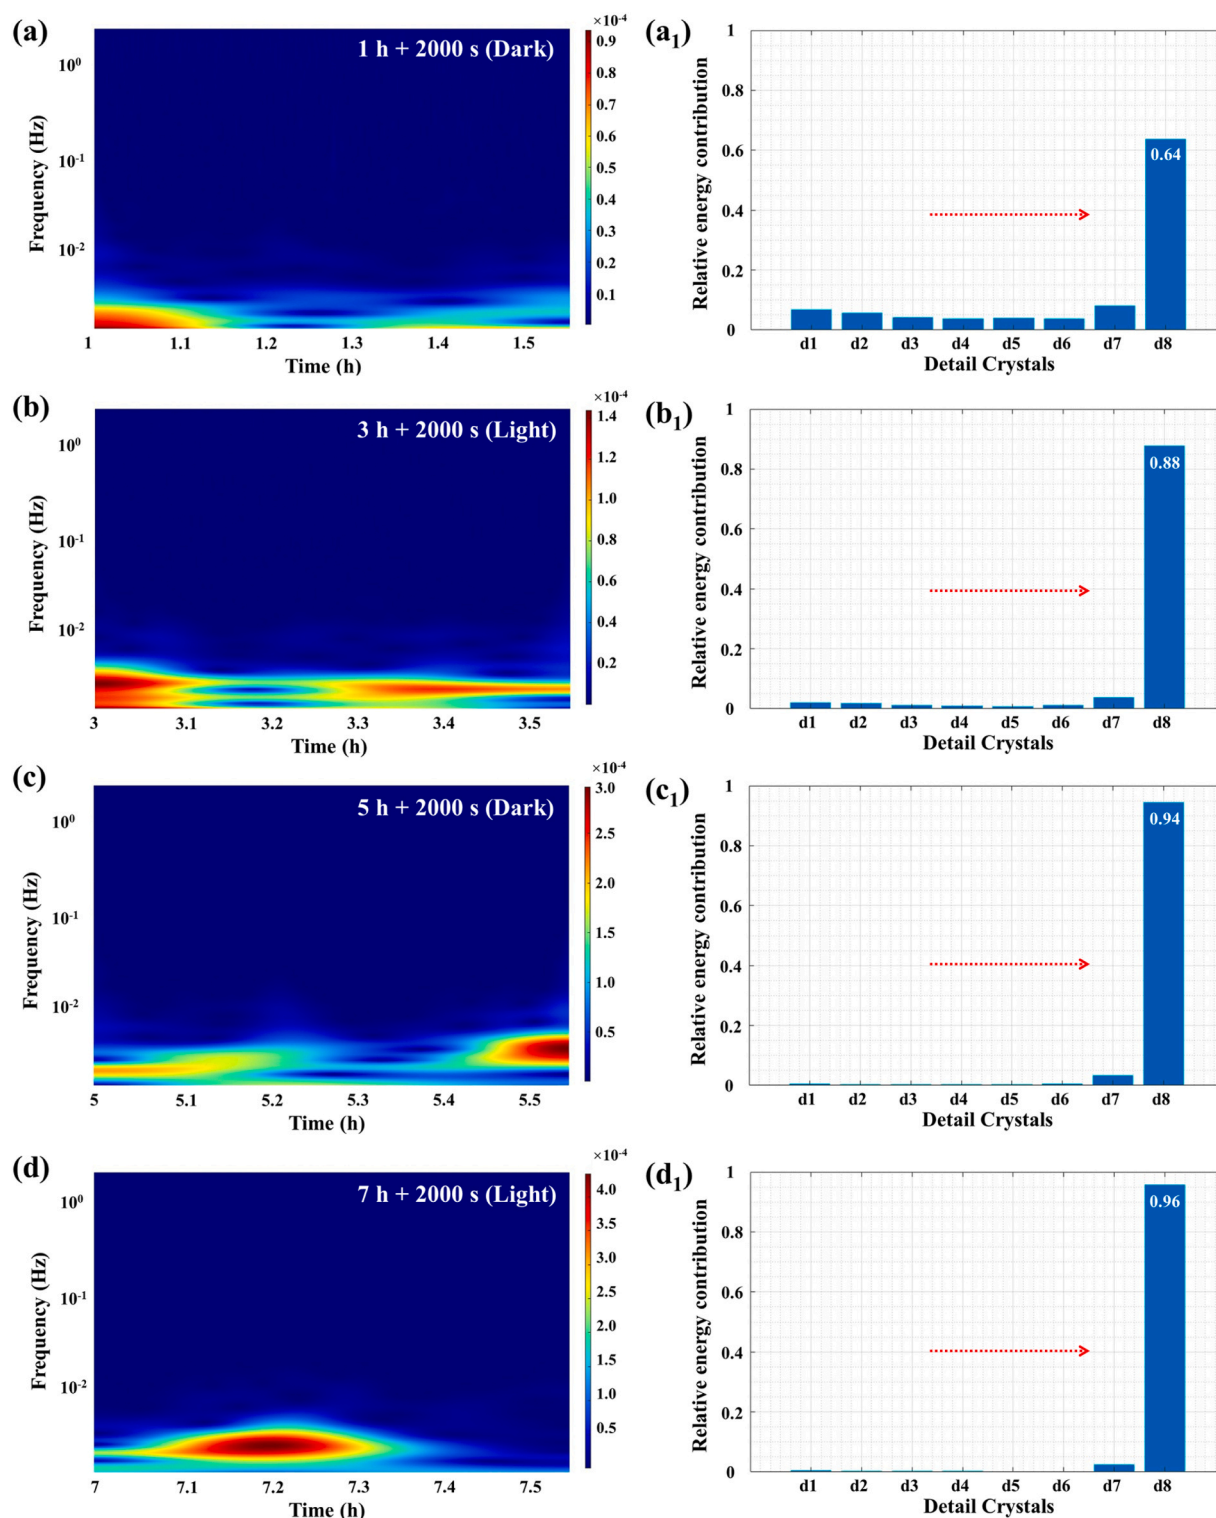 (a)
×10⁻⁴
1 h + 2000 s (Dark)
Frequency (Hz)
10⁰
10⁻¹
10⁻²
0.9
0.8
0.7
0.6
0.5
0.4
0.3
0.2
0.1
1 1.1 1.2 1.3 1.4 1.5
Time (h)
(a₁)
Relative energy contribution
1
0.8
0.6
0.4
0.2
0
0.64
d1 d2 d3 d4 d5 d6 d7 d8
Detail Crystals
(b)
×10⁻⁴
3 h + 2000 s (Light)
Frequency (Hz)
10⁰
10⁻¹
10⁻²
1.4
1.2
1.0
0.8
0.6
0.4
0.2
3 3.1 3.2 3.3 3.4 3.5
Time (h)
(b₁)
Relative energy contribution
1
0.8
0.6
0.4
0.2
0
0.88
d1 d2 d3 d4 d5 d6 d7 d8
Detail Crystals
(c)
×10⁻⁴
5 h + 2000 s (Dark)
Frequency (Hz)
10⁰
10⁻¹
10⁻²
3.0
2.5
2.0
1.5
1.0
0.5
5 5.1 5.2 5.3 5.4 5.5
Time (h)
(c₁)
Relative energy contribution
1
0.8
0.6
0.4
0.2
0
0.94
d1 d2 d3 d4 d5 d6 d7 d8
Detail Crystals
(d)
×10⁻⁴
7 h + 2000 s (Light)
Frequency (Hz)
10⁰
10⁻¹
10⁻²
4.0
3.5
3.0
2.5
2.0
1.5
1.0
0.5
7 7.1 7.2 7.3 7.4 7.5
Time (h)
(d₁)
Relative energy contribution
1
0.8
0.6
0.4
0.2
0
0.96
d1 d2 d3 d4 d5 d6 d7 d8
Detail Crystals